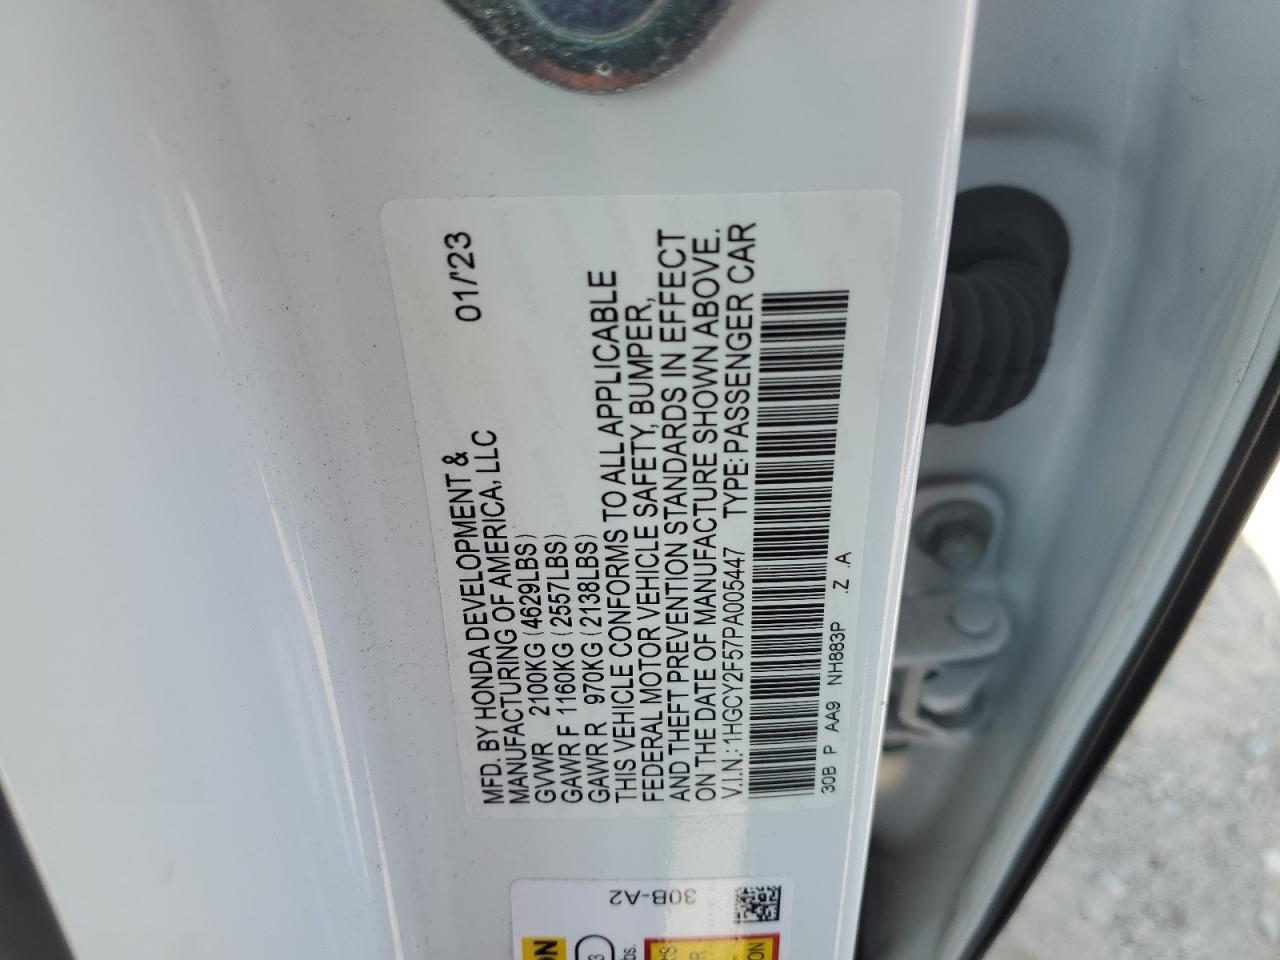 MFD. BY HONDA DEVELOPMENT &
MANUFACTURING OF AMERICA, LLC 01/'23
GVWR 2100KG (4629LBS)
GAWR F 1160KG (2557LBS)
GAWR R 970KG (2138LBS)
THIS VEHICLE CONFORMS TO ALL APPLICABLE
FEDERAL MOTOR VEHICLE SAFETY, BUMPER,
AND THEFT PREVENTION STANDARDS IN EFFECT
ON THE DATE OF MANUFACTURE SHOWN ABOVE.
V.I.N.: 1HGCY2F57PA005447 TYPE: PASSENGER CAR
30B P AA9 NH883P .Z .A
30B-A2